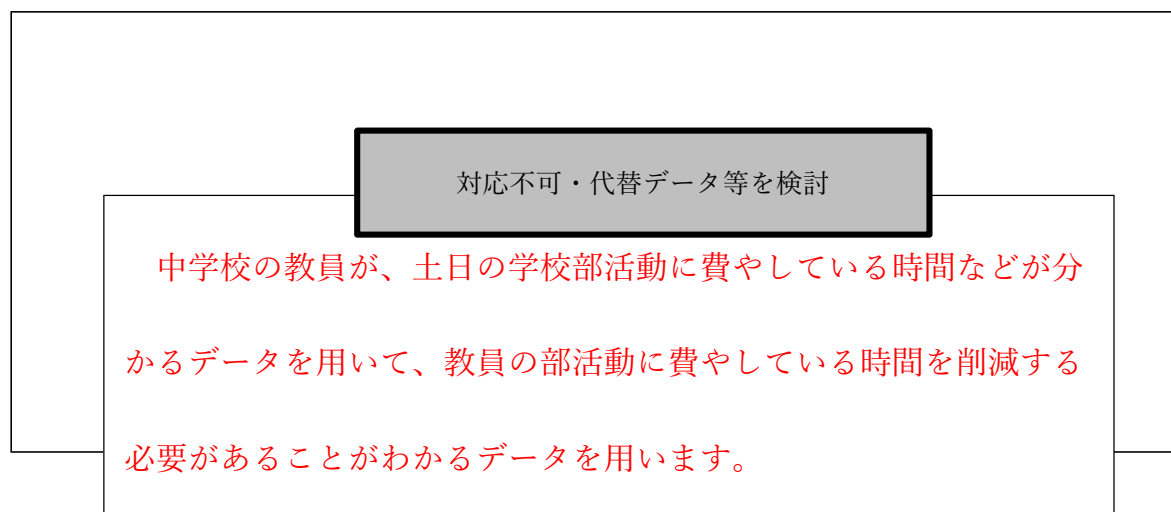 対応不可・代替データ等を検討
中学校の教員が、土日の学校部活動に費やしている時間などが分
かるデータを用いて、教員の部活動に費やしている時間を削減する
必要があることがわかるデータを用います。